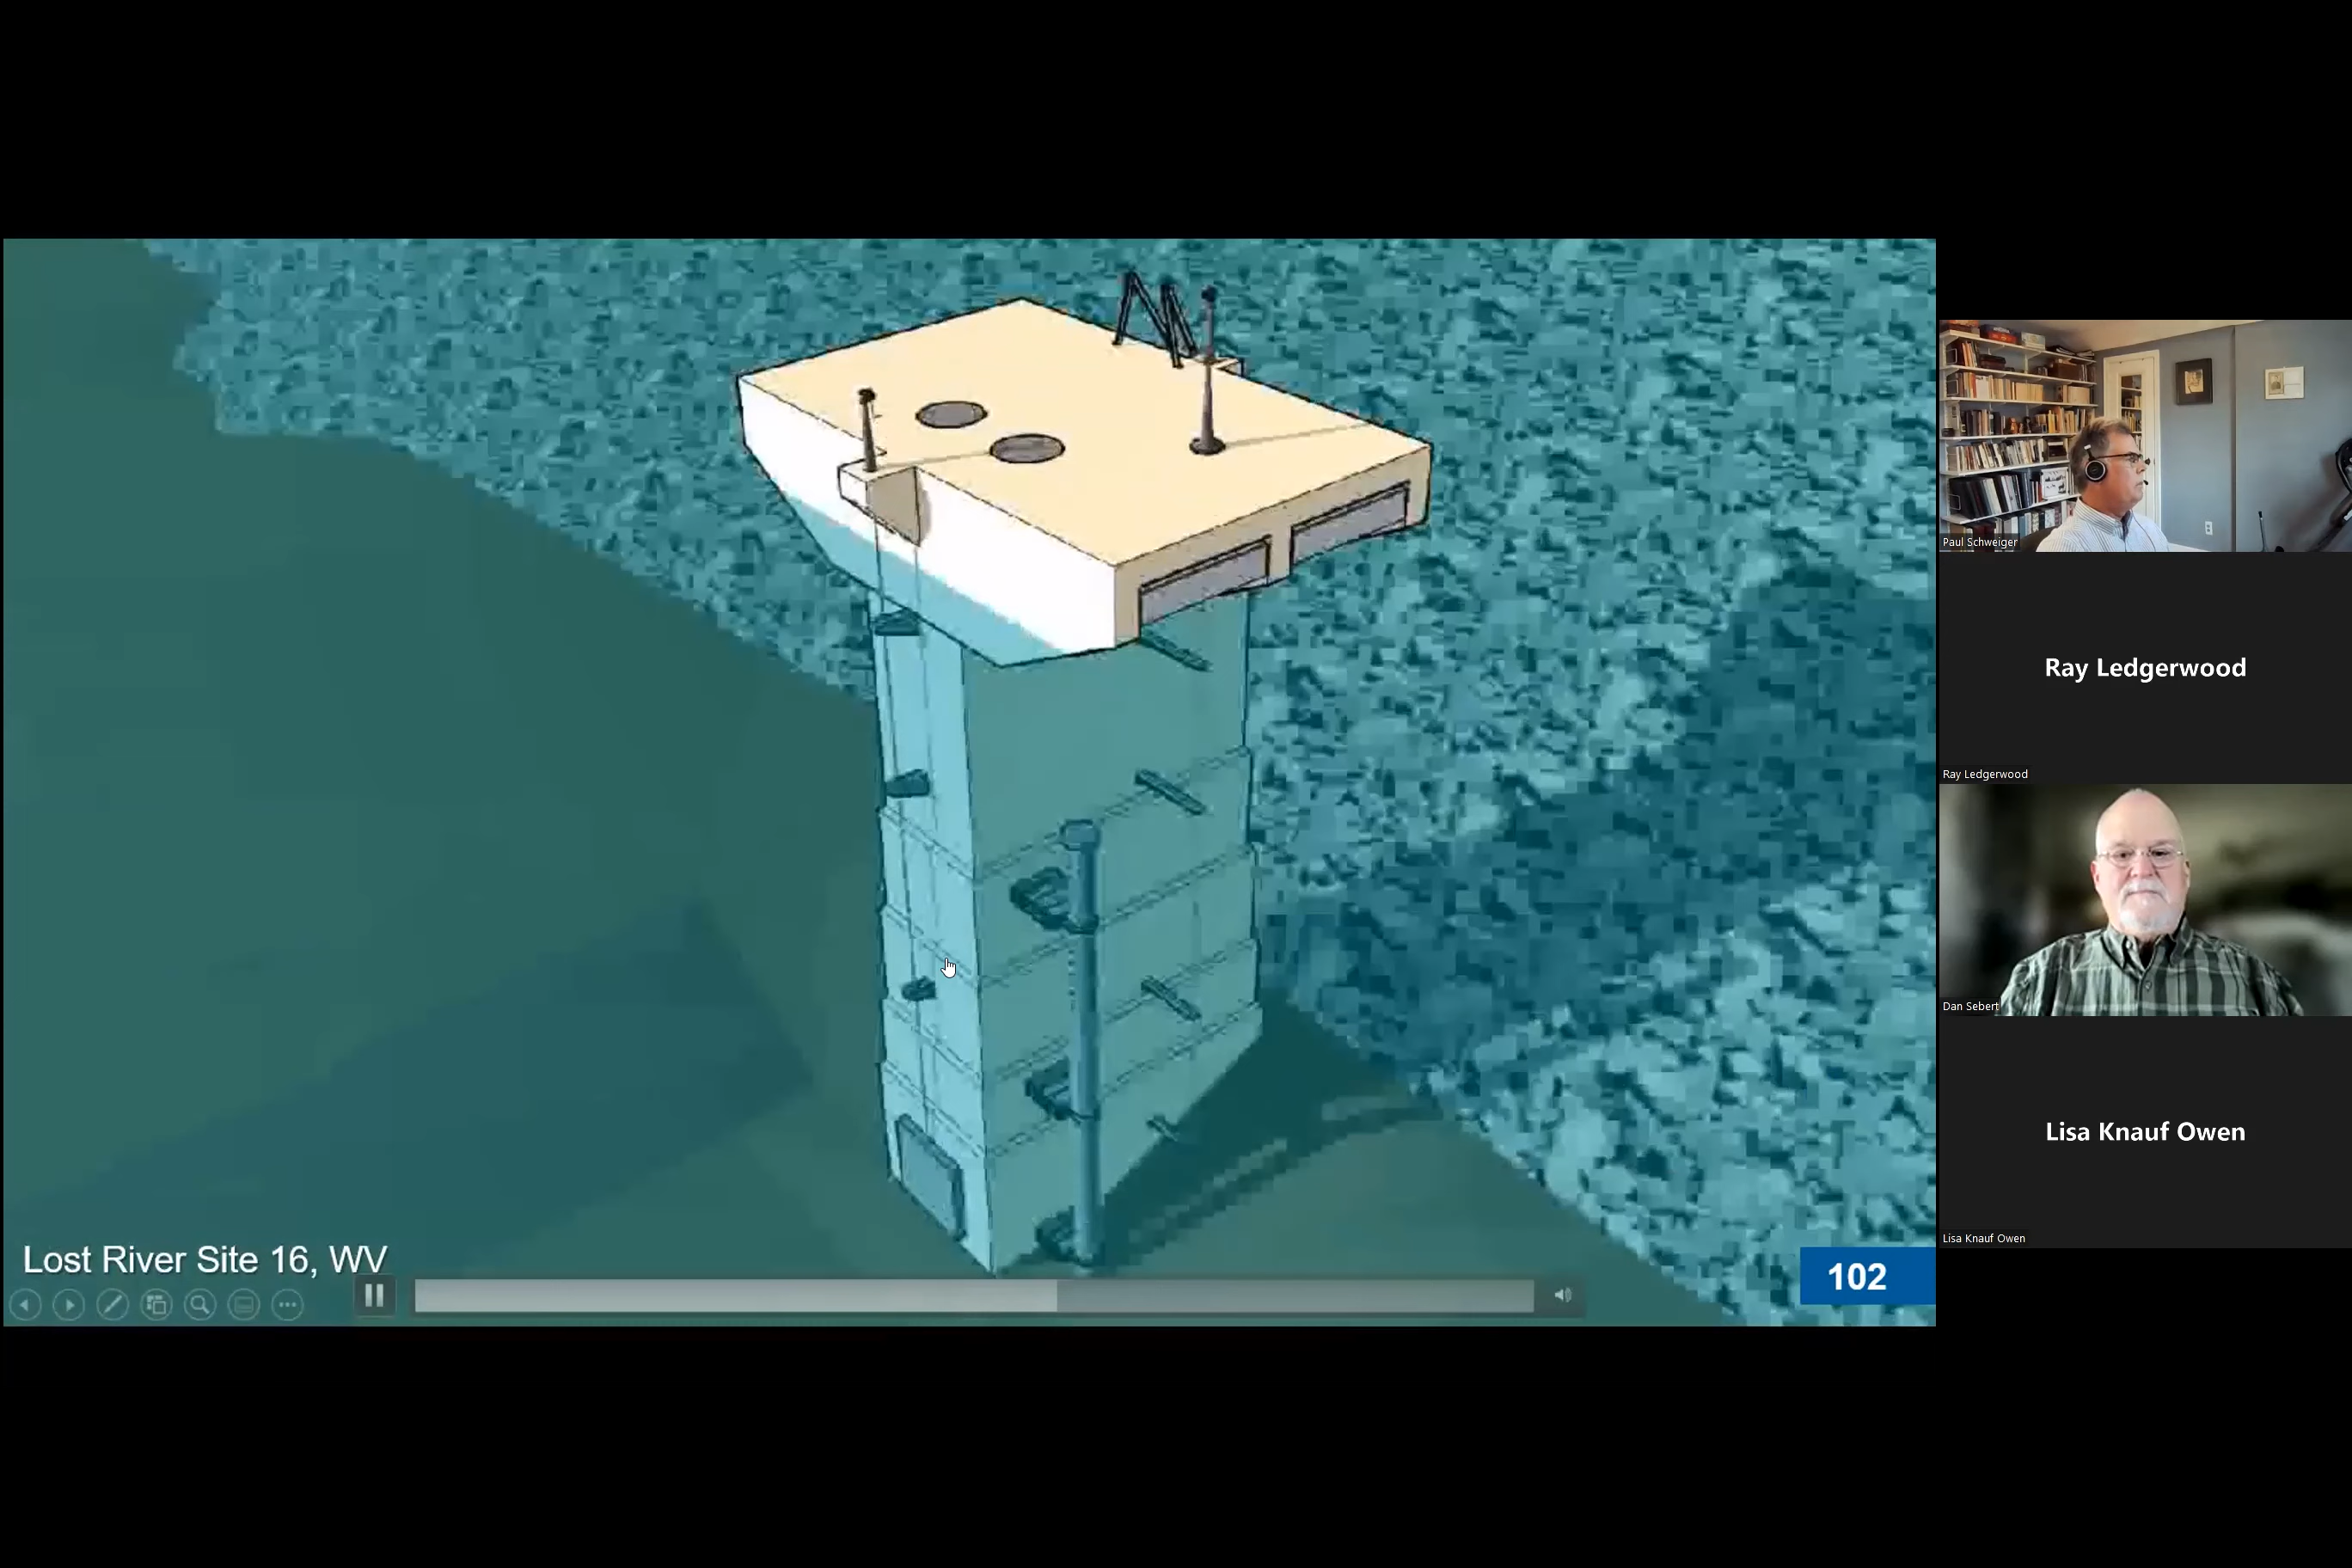 Lost River Site 16, WV
102
Paul Schweiger
Ray Ledgerwood
Ray Ledgerwood
Dan Sebert
Lisa Knauf Owen
Lisa Knauf Owen